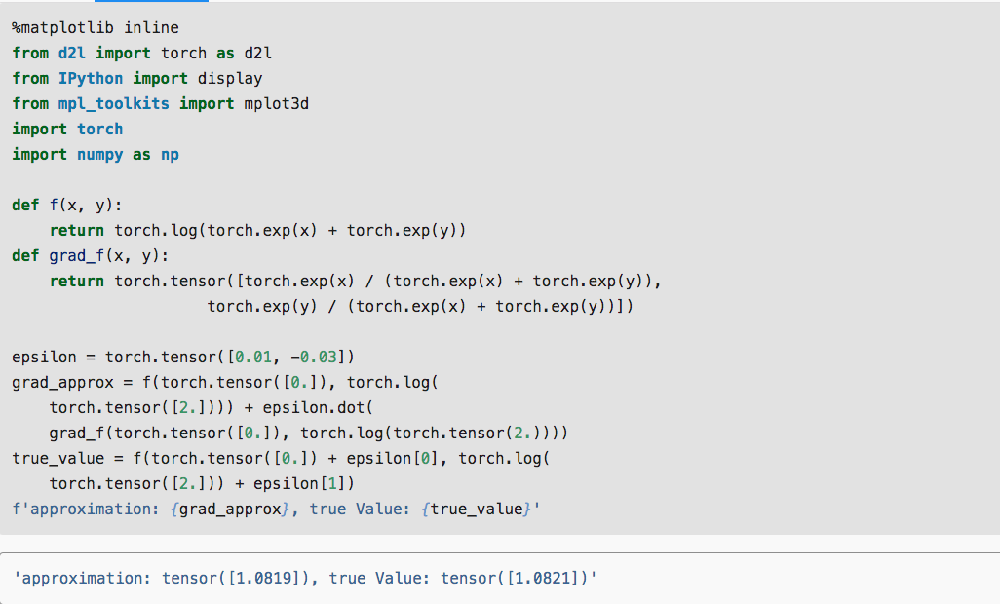 %matplotlib inline
from d2l import torch as d2l
from IPython import display
from mpl_toolkits import mplot3d
import torch
import numpy as np

def f(x, y):
    return torch.log(torch.exp(x) + torch.exp(y))
def grad_f(x, y):
    return torch.tensor([torch.exp(x) / (torch.exp(x) + torch.exp(y)),
                     torch.exp(y) / (torch.exp(x) + torch.exp(y))])

epsilon = torch.tensor([0.01, -0.03])
grad_approx = f(torch.tensor([0.]), torch.log(
    torch.tensor([2.]))) + epsilon.dot(
    grad_f(torch.tensor([0.]), torch.log(torch.tensor(2.))))
true_value = f(torch.tensor([0.]) + epsilon[0], torch.log(
    torch.tensor([2.])) + epsilon[1])
f'approximation: {grad_approx}, true Value: {true_value}'

'approximation: tensor([1.0819]), true Value: tensor([1.0821])'